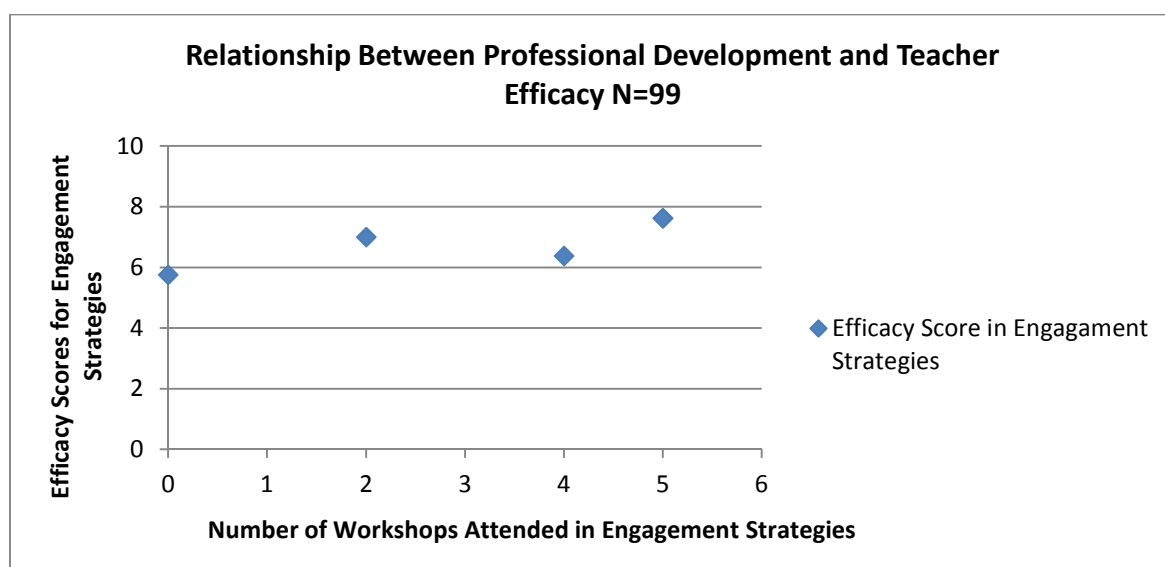 Relationship Between Professional Development and Teacher
Efficacy N=99
Efficacy Scores for Engagement
Strategies
10
8
6
4
2
0
0 1 2 3 4 5 6
Number of Workshops Attended in Engagement Strategies
Efficacy Score in Engagament
Strategies